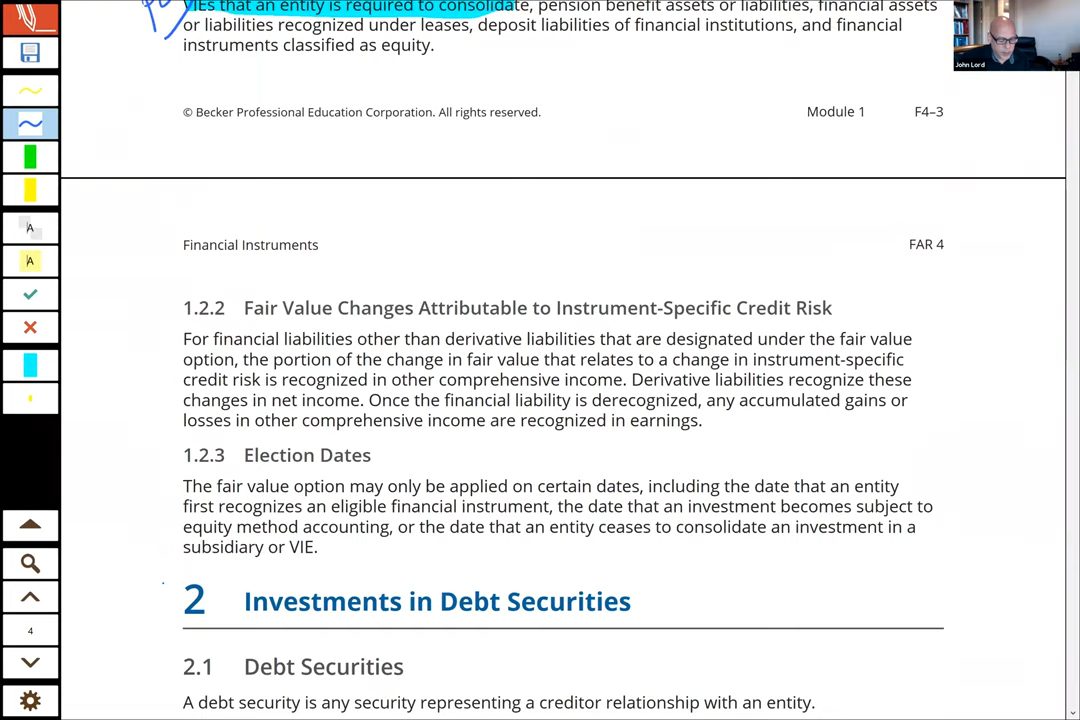 VIEs that an entity is required to consolidate, pension benefit assets or liabilities, financial assets
or liabilities recognized under leases, deposit liabilities of financial institutions, and financial
instruments classified as equity.
John Lord
© Becker Professional Education Corporation. All rights reserved. Module 1 F4–3
Financial Instruments FAR 4
1.2.2 Fair Value Changes Attributable to Instrument-Specific Credit Risk
For financial liabilities other than derivative liabilities that are designated under the fair value
option, the portion of the change in fair value that relates to a change in instrument-specific
credit risk is recognized in other comprehensive income. Derivative liabilities recognize these
changes in net income. Once the financial liability is derecognized, any accumulated gains or
losses in other comprehensive income are recognized in earnings.
1.2.3 Election Dates
The fair value option may only be applied on certain dates, including the date that an entity
first recognizes an eligible financial instrument, the date that an investment becomes subject to
equity method accounting, or the date that an entity ceases to consolidate an investment in a
subsidiary or VIE.
2 Investments in Debt Securities
2.1 Debt Securities
A debt security is any security representing a creditor relationship with an entity.
A
A
4